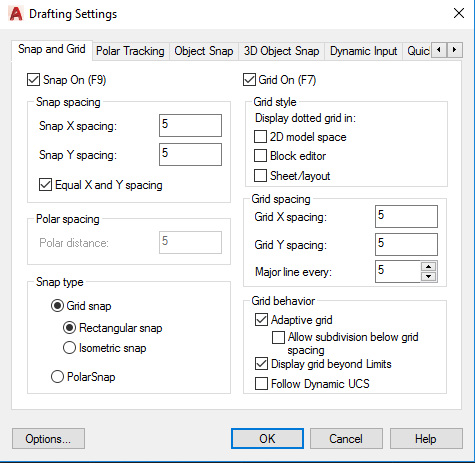 Drafting Settings
Snap and Grid Polar Tracking Object Snap 3D Object Snap Dynamic Input Quic
Snap On (F9)
Snap spacing
Snap X spacing: 5
Snap Y spacing: 5
Equal X and Y spacing
Polar spacing
Polar distance: 5
Snap type
Grid snap
Rectangular snap
Isometric snap
PolarSnap
Grid On (F7)
Grid style
Display dotted grid in:
2D model space
Block editor
Sheet/layout
Grid spacing
Grid X spacing: 5
Grid Y spacing: 5
Major line every: 5
Grid behavior
Adaptive grid
Allow subdivision below grid
spacing
Display grid beyond Limits
Follow Dynamic UCS
Options... OK Cancel Help